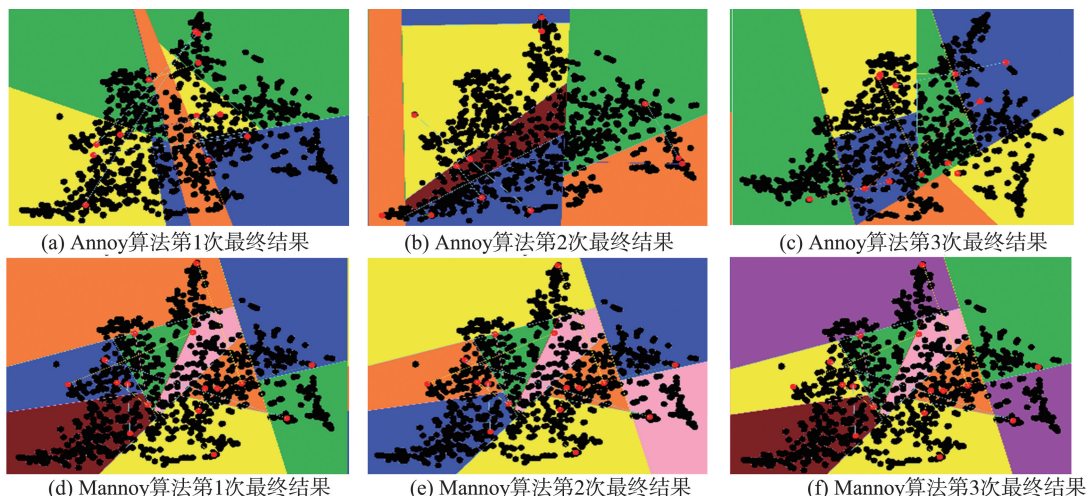 (a) Annoy算法第1次最终结果
(b) Annoy算法第2次最终结果
(c) Annoy算法第3次最终结果
(d) Mannoy算法第1次最终结果
(e) Mannoy算法第2次最终结果
(f) Mannoy算法第3次最终结果